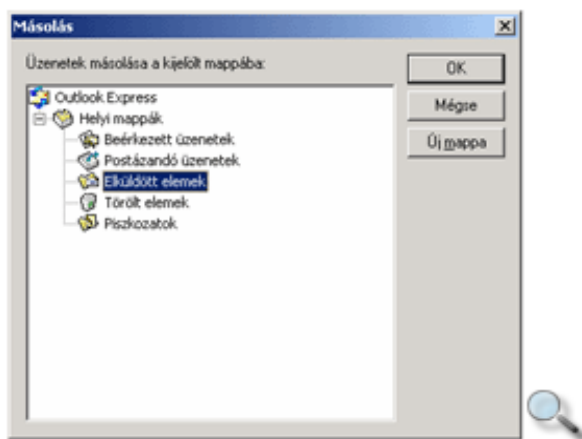 Másolás
Üzenetek másolása a kijelölt mappába:
OK
Mégse
Új mappa
Outlook Express
Helyi mappák
Beérkezett üzenetek
Postázandó üzenetek
Elküldött elemek
Törölt elemek
Piszkozatok